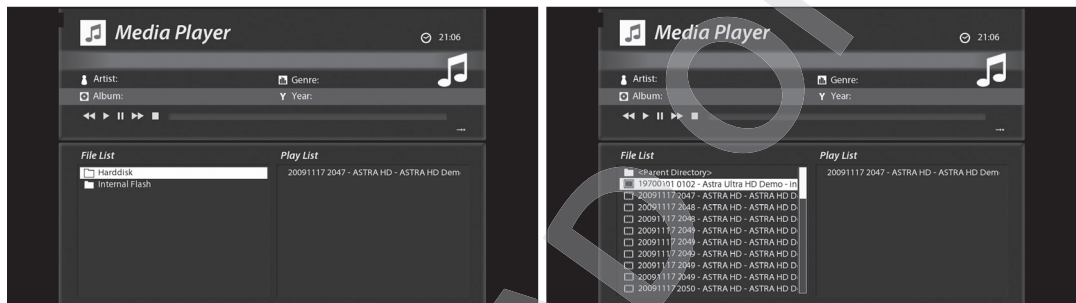 Media Player
21:06
Artist:
Genre:
Album:
Year:
File List
Play List
Harddisk
20091117 2047 - ASTRA HD - ASTRA HD Dem
Internal Flash
Media Player
21:06
Artist:
Genre:
Album:
Year:
File List
Play List
<Parent Directory>
20091117 2047 - ASTRA HD - ASTRA HD Dem
19700101 0102 - Astra Ultra HD Demo - in
20091117 2047 - ASTRA HD - ASTRA HD D
20091117 2048 - ASTRA HD - ASTRA HD D
20091117 2048 - ASTRA HD - ASTRA HD D
20091117 2049 - ASTRA HD - ASTRA HD D
20091117 2049 - ASTRA HD - ASTRA HD D
20091117 2049 - ASTRA HD - ASTRA HD D
20091117 2049 - ASTRA HD - ASTRA HD D
20091117 2049 - ASTRA HD - ASTRA HD D
20091117 2050 - ASTRA HD - ASTRA HD D